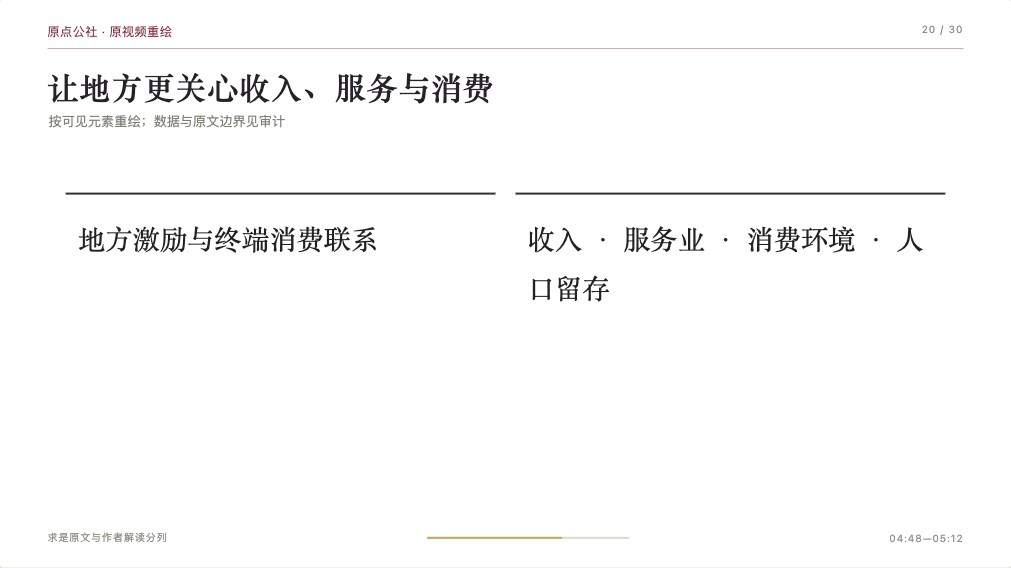 原点公社 · 原视频重绘
20 / 30
让地方更关心收入、服务与消费
按可见元素重绘；数据与原文边界见审计
地方激励与终端消费联系
收入 · 服务业 · 消费环境 · 人
口留存
求是原文与作者解读分列
04:48—05:12